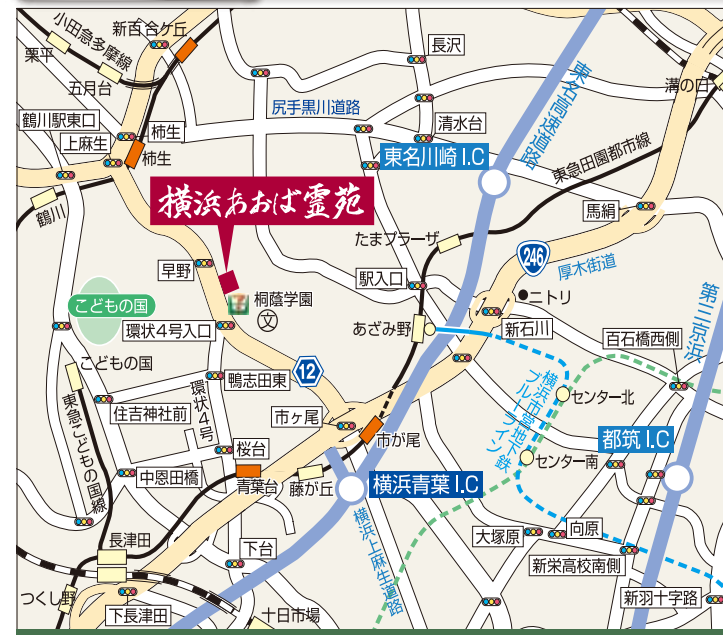 小田急多摩線
新百合ケ丘
栗平
五月台
長沢
溝の口
尻手黒川道路
東名高速道路
鶴川駅東口
柿生
清水台
上麻生
柿生
東名川崎 I.C
東急田園都市線
鶴川
横浜あおば霊苑
馬絹
たまプラーザ
246
厚木街道
早野
駅入口
第三京浜
こどもの国
桐蔭学園
文
7
ニトリ
環状4号入口
あざみ野
新石川
百石橋西側
こどもの国
鴨志田東
12
横浜市営地下鉄
ブルーライン
センター北
東急こどもの国線
環状4号
住吉神社前
市ヶ尾
市が尾
都筑 I.C
桜台
センター南
中恩田橋
青葉台
藤が丘
横浜青葉 I.C
横浜上麻生道路
大塚原
向原
長津田
下台
新栄高校南側
つくし野
下長津田
十日市場
新羽十字路